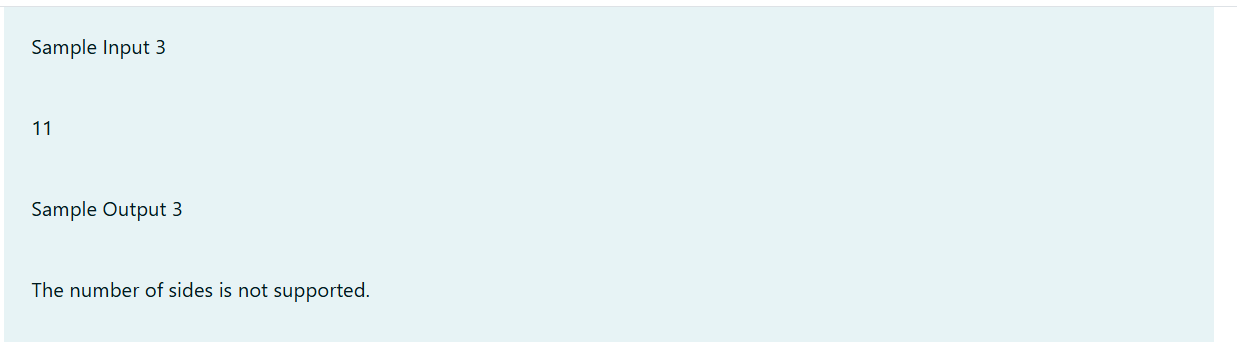 Sample Input 3
11
Sample Output 3
The number of sides is not supported.